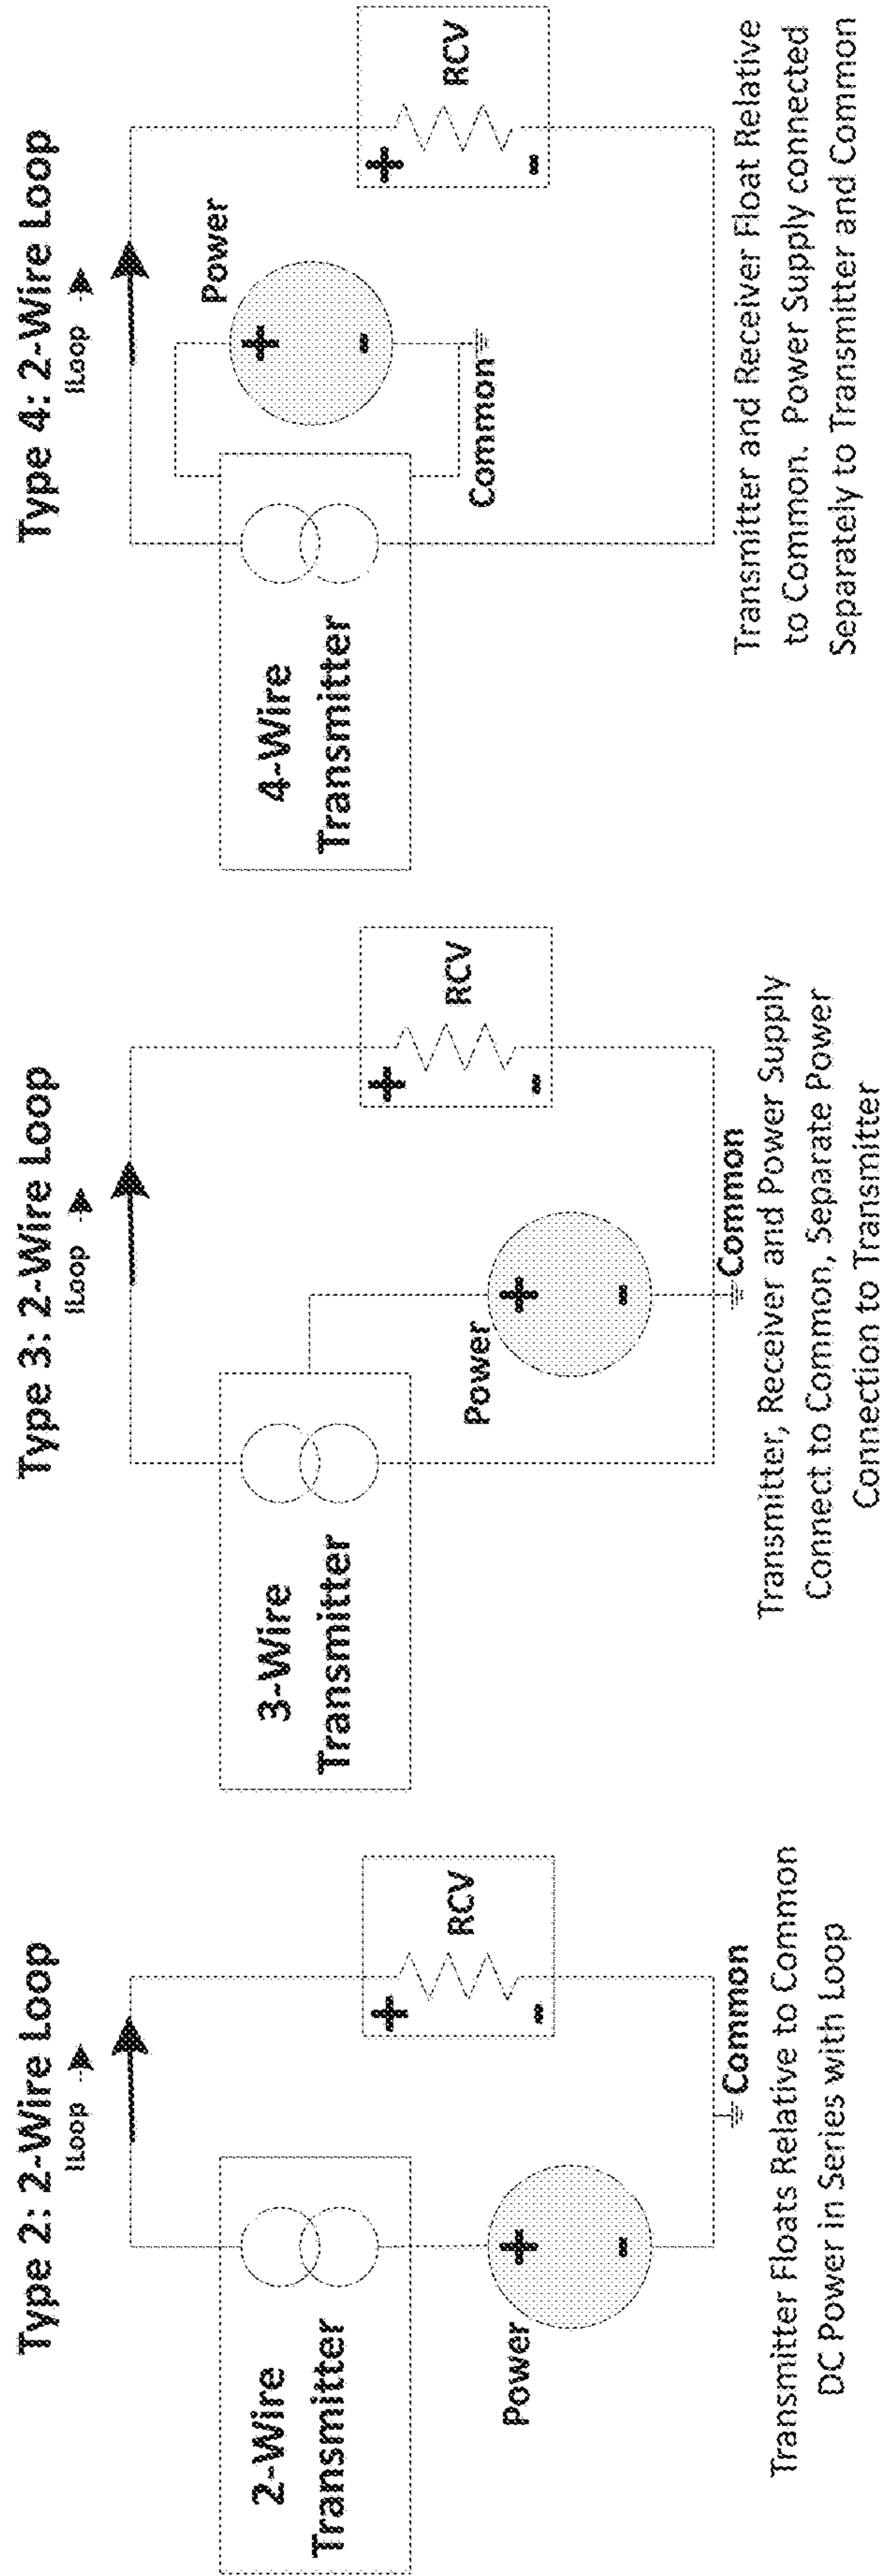 Type 2: 2-Wire Loop
ILoop
2-Wire
Transmitter
+
RCV
-
Power
+
-
Common
Transmitter Floats Relative to Common
DC Power in Series with Loop
Type 3: 2-Wire Loop
ILoop
3-Wire
Transmitter
+
RCV
-
Power
+
-
Common
Transmitter, Receiver and Power Supply
Connect to Common, Separate Power
Connection to Transmitter
Type 4: 2-Wire Loop
ILoop
Power
4-Wire
Transmitter
+
-
+
RCV
-
Common
Transmitter and Receiver Float Relative
to Common. Power Supply connected
Separately to Transmitter and Common